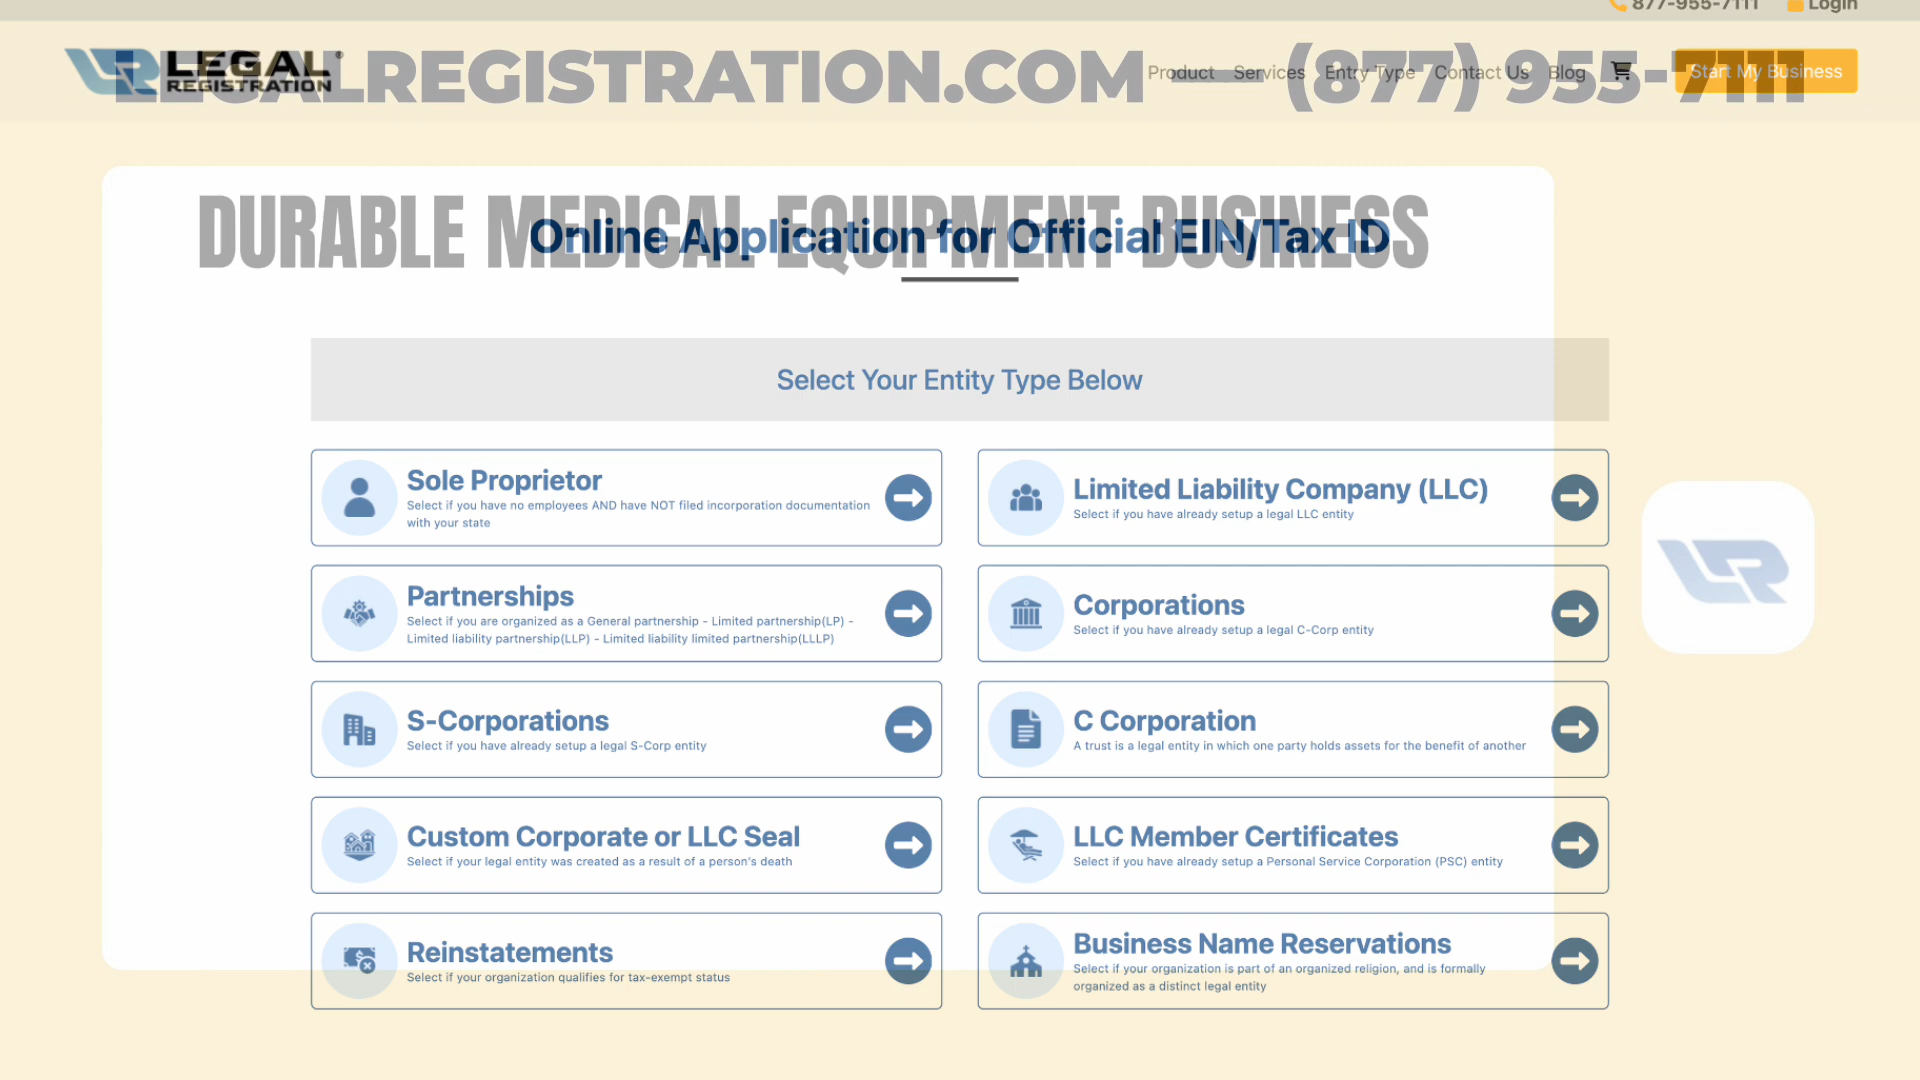 877-955-7111 Login
LEGAL REGISTRATION
LEGALREGISTRATION.COM (877) 955-7111
Product Services Entry Type Contact Us Blog Start My Business
DURABLE MEDICAL EQUIPMENT BUSINESS
Online Application for Official EIN/Tax ID
Select Your Entity Type Below
Sole Proprietor
Select if you have no employees AND have NOT filed incorporation documentation
with your state
Limited Liability Company (LLC)
Select if you have already setup a legal LLC entity
Partnerships
Select if you are organized as a General partnership - Limited partnership(LP) -
Limited liability partnership(LLP) - Limited liability limited partnership(LLLP)
Corporations
Select if you have already setup a legal C-Corp entity
S-Corporations
Select if you have already setup a legal S-Corp entity
C Corporation
A trust is a legal entity in which one party holds assets for the benefit of another
Custom Corporate or LLC Seal
Select if your legal entity was created as a result of a person's death
LLC Member Certificates
Select if you have already setup a Personal Service Corporation (PSC) entity
Reinstatements
Select if your organization qualifies for tax-exempt status
Business Name Reservations
Select if your organization is part of an organized religion, and is formally
organized as a distinct legal entity